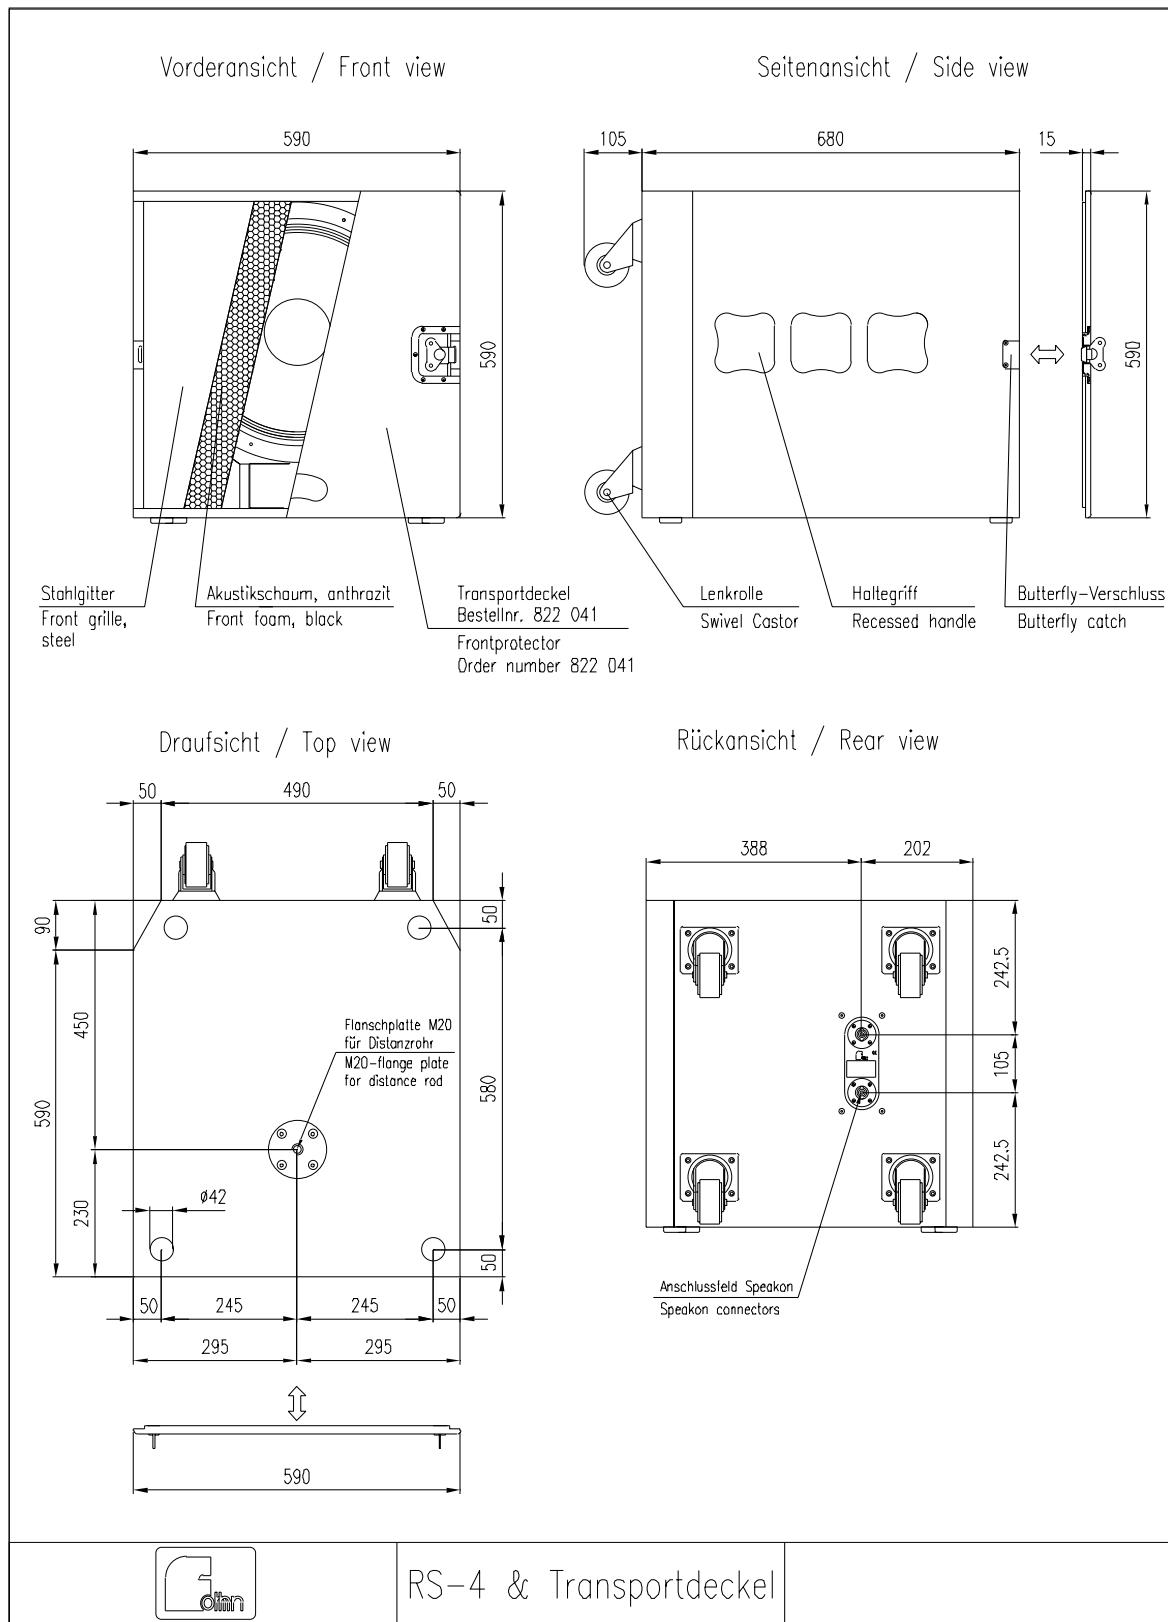 Vorderansicht / Front view
Seitenansicht / Side view
590
105
680
15
590
590
Stahlgitter
Front grille,
steel
Akustikschaum, anthrazit
Front foam, black
Transportdeckel
Bestellnr. 822 041
Frontprotector
Order number 822 041
Lenkrolle
Swivel Castor
Haltegriff
Recessed handle
Butterfly-Verschluss
Butterfly catch
Draufsicht / Top view
50
490
50
90
450
590
230
50
580
50
Flanschplatte M20
für Distanzrohr
M20-flange plate
for distance rod
ø42
50
245
245
50
295
295
590
Rückansicht / Rear view
388
202
242.5
105
242.5
Anschlussfeld Speakon
Speakon connectors
RS-4 & Transportdeckel